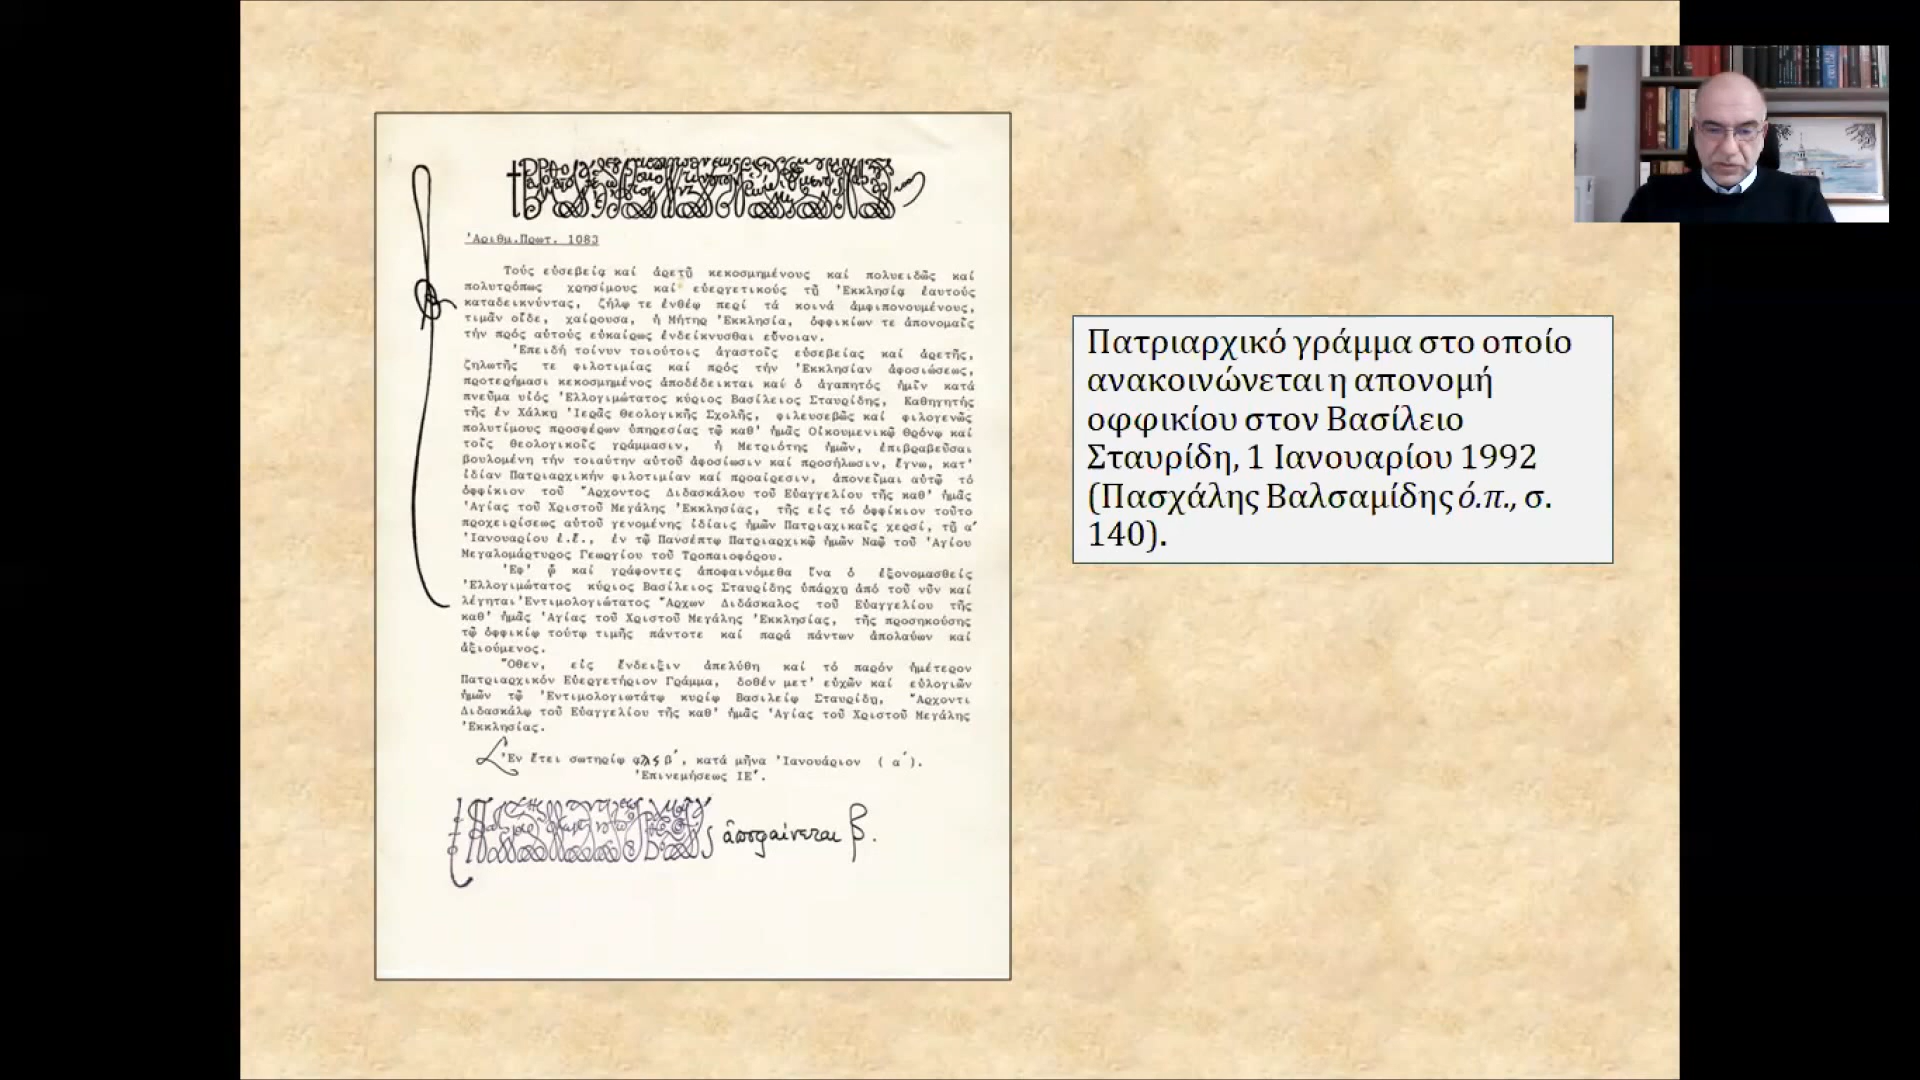 Ἀριθμ.Πρωτ. 1083
Τούς εὐσεβείᾳ καί ἀρετῇ κεκοσμημένους καί πολυειδῶς καί
πολυτρόπως χρησίμους καί εὐεργετικούς τῇ Ἐκκλησίᾳ ἑαυτούς
καταδεικνύντας, ζήλῳ τε ἐνθέῳ περί τά κοινά ἀμφιπονουμένους,
τιμᾶν οἶδε, χαίρουσα, ἡ Μήτηρ Ἐκκλησία, ὀφφικίων τε ἀπονομαῖς
τήν πρός αὐτούς εὐκαίρως ἐνδείκνυσθαι εὔνοιαν.
Ἐπειδή τοίνυν τοιούτοις ἀγαστοῖς εὐσεβείας καί ἀρετῆς,
ζηλωτής τε φιλοτιμίας καί πρός τήν Ἐκκλησίαν ἀφοσιώσεως,
προτερήμασι κεκοσμημένος ἀποδέδεικται καί ὁ ἀγαπητός ἡμῖν κατά
πνεῦμα υἱός Ἐλλογιμώτατος κύριος Βασίλειος Σταυρίδης, Καθηγητής
τῆς ἐν Χάλκῃ Ἱερᾶς Θεολογικῆς Σχολῆς, φιλευσεβῶς καί φιλογενῶς
πολυτίμους προσφέρων ὑπηρεσίας τῷ καθ' ἡμᾶς Οἰκουμενικῷ Θρόνῳ καί
τοῖς θεολογικοῖς γράμμασιν, ἡ Μετριότης ἡμῶν, ἐπιβραβεῦσαι
βουλομένη τήν τοιαύτην αὐτοῦ ἀφοσίωσιν καί προσήλωσιν, ἔγνω, κατ'
ἰδίαν Πατριαρχικήν φιλοτιμίαν καί προαίρεσιν, ἀπονεῖμαι αὐτῷ τό
ὀφφίκιον τοῦ Ἄρχοντος Διδασκάλου τοῦ Εὐαγγελίου τῆς καθ' ἡμᾶς
Ἁγίας τοῦ Χριστοῦ Μεγάλης Ἐκκλησίας, τῆς εἰς τό ὀφφίκιον τοῦτο
προχειρίσεως αὐτοῦ γενομένης ἰδίαις ἡμῶν Πατριαχικαῖς χερσί, τῇ α'
Ἰανουαρίου ἐ.ἔ., ἐν τῷ Πανσέπτῳ Πατριαρχικῷ ἡμῶν Ναῷ τοῦ Ἁγίου
Μεγαλομάρτυρος Γεωργίου τοῦ Τροπαιοφόρου.
Ἐφ' ᾧ καί γράφοντες ἀποφαινόμεθα ἵνα ὁ ἐξονομασθείς
Ἐλλογιμώτατος κύριος Βασίλειος Σταυρίδης ὑπάρχῃ ἀπό τοῦ νῦν καί
λέγηται Ἐντιμολογιώτατος Ἄρχων Διδάσκαλος τοῦ Εὐαγγελίου τῆς
καθ' ἡμᾶς Ἁγίας τοῦ Χριστοῦ Μεγάλης Ἐκκλησίας, τῆς προσηκούσης
τῷ ὀφφικίῳ τούτῳ τιμῆς πάντοτε καί παρά πάντων ἀπολαύων καί
ἀξιούμενος.
Ὅθεν, εἰς ἔνδειξιν ἀπελύθη καί τό παρόν ἡμέτερον
Πατριαρχικόν Εὐεργετήριον Γράμμα, δοθέν μετ' εὐχῶν καί εὐλογιῶν
ἡμῶν τῷ Ἐντιμολογιωτάτῳ κυρίῳ Βασιλείῳ Σταυρίδῃ, Ἄρχοντι
Διδασκάλῳ τοῦ Εὐαγγελίου τῆς καθ' ἡμᾶς Ἁγίας τοῦ Χριστοῦ Μεγάλης
Ἐκκλησίας.
Ἐν ἔτει σωτηρίῳ β΄, κατά μῆνα Ἰανουάριον ( α΄).
Ἐπινεμήσεως ΙΕ΄.
ἀποφαίνεται β.
Πατριαρχικό γράμμα στο οποίο
ανακοινώνεται η απονομή
οφφικίου στον Βασίλειο
Σταυρίδη, 1 Ιανουαρίου 1992
(Πασχάλης Βαλσαμίδης ό.π., σ.
140).